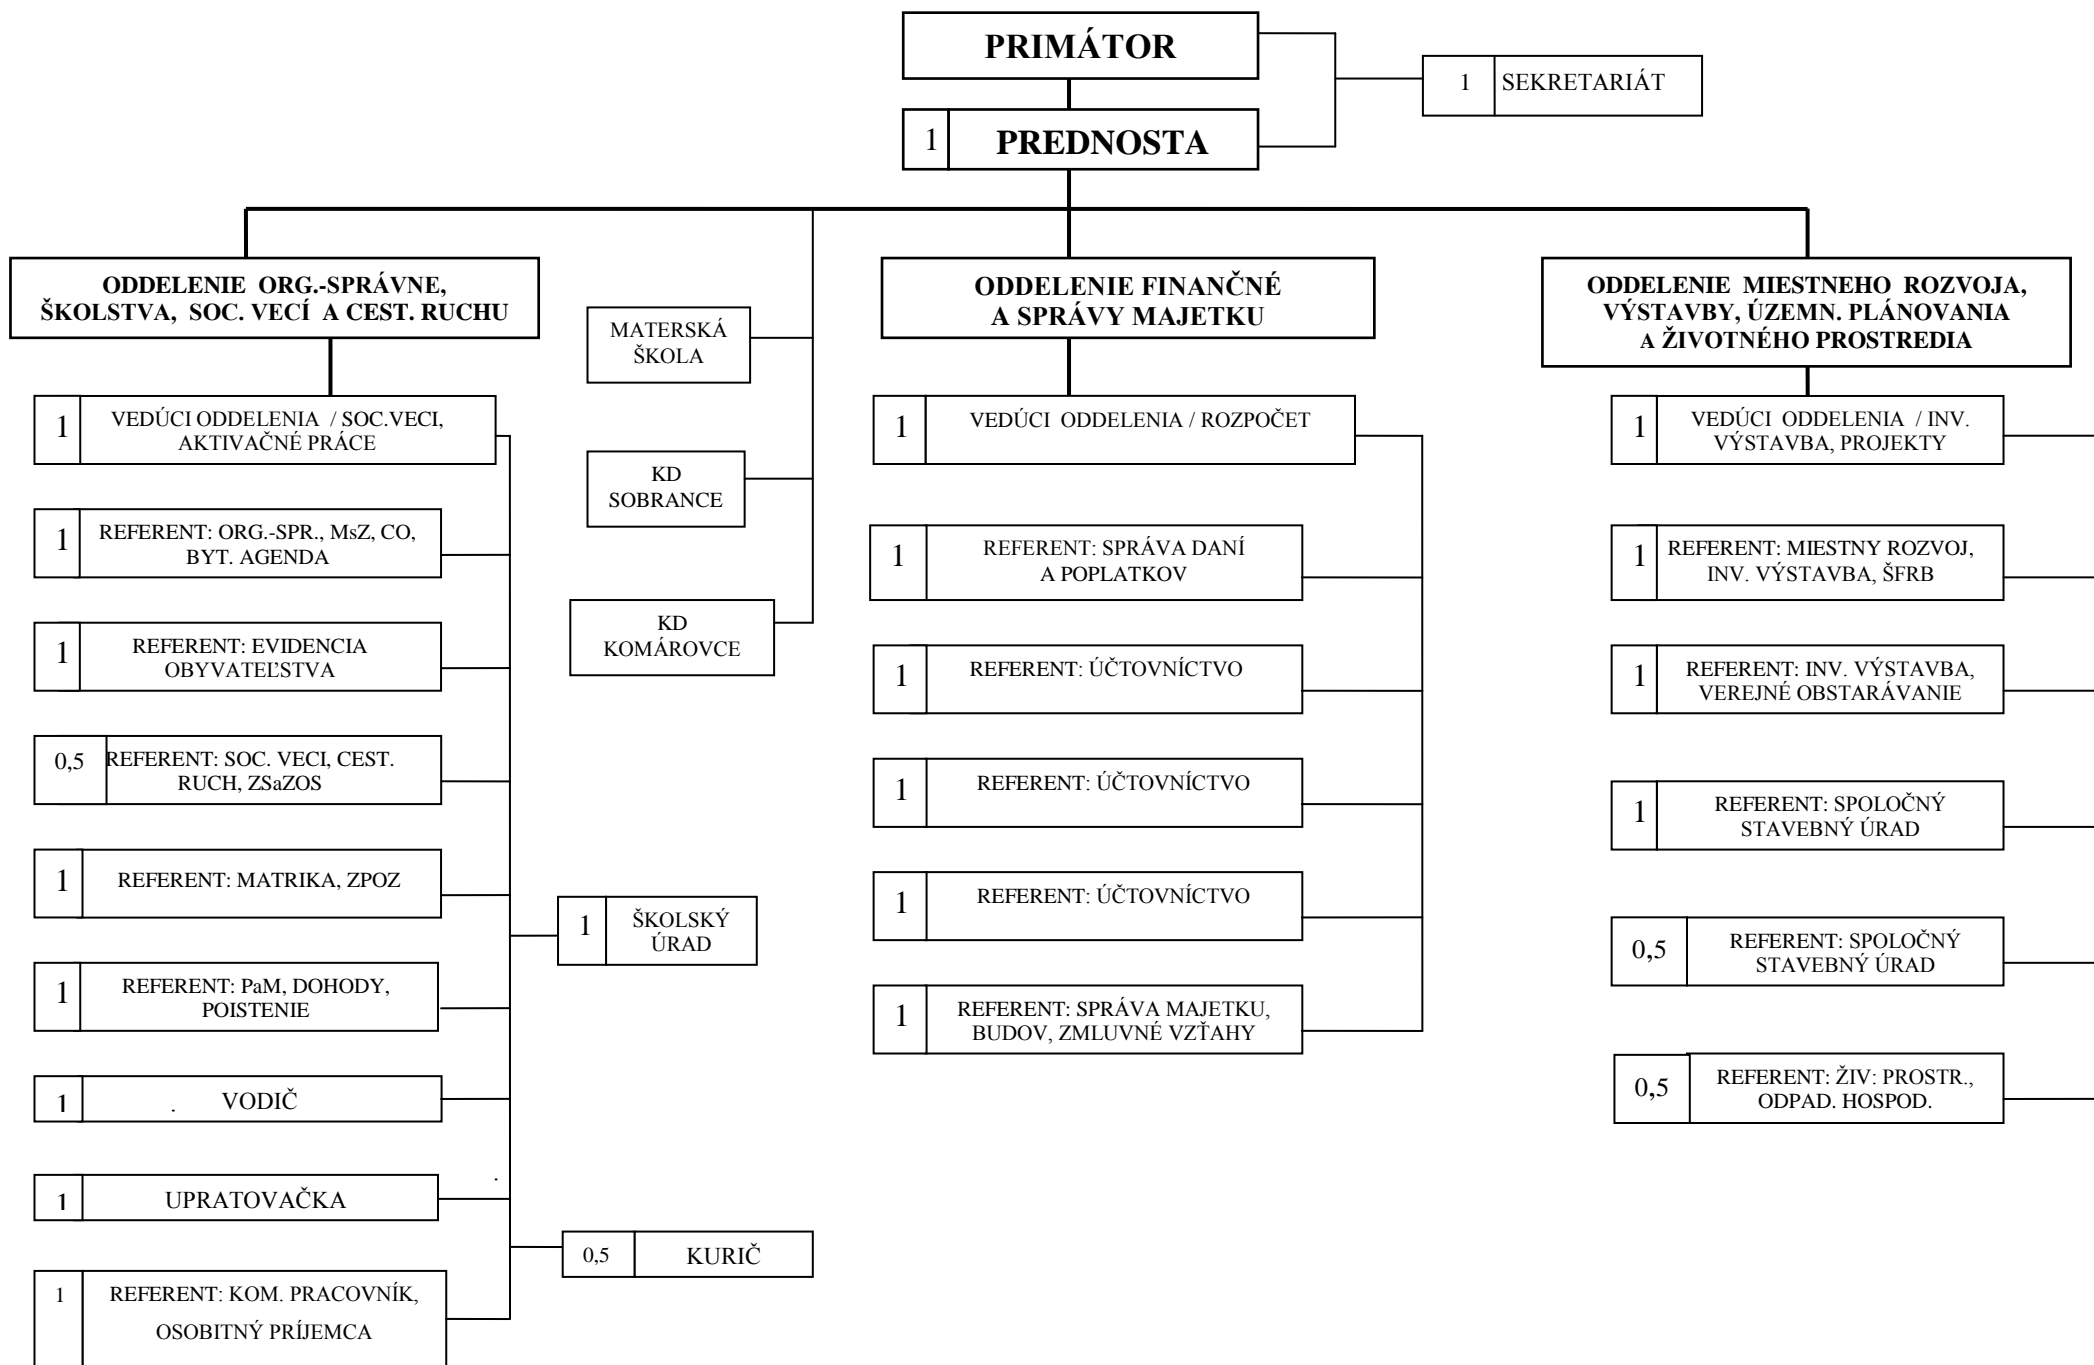 PRIMÁTOR
1 SEKRETARIÁT
1 PREDNOSTA
ODDELENIE ORG.-SPRÁVNE,
ŠKOLSTVA, SOC. VECÍ A CEST. RUCHU
1 VEDÚCI ODDELENIA / SOC.VECI,
AKTIVAČNÉ PRÁCE
1 REFERENT: ORG.-SPR., MsZ, CO,
BYT. AGENDA
1 REFERENT: EVIDENCIA
OBYVATEĽSTVA
0,5 REFERENT: SOC. VECI, CEST.
RUCH, ZSaZOS
1 REFERENT: MATRIKA, ZPOZ
1 REFERENT: PaM, DOHODY,
POISTENIE
1 . VODIČ
1 UPRATOVAČKA
.
1 REFERENT: KOM. PRACOVNÍK,
OSOBITNÝ PRÍJEMCA
1 ŠKOLSKÝ
ÚRAD
0,5 KURIČ
MATERSKÁ
ŠKOLA
KD
SOBRANCE
KD
KOMÁROVCE
ODDELENIE FINANČNÉ
A SPRÁVY MAJETKU
1 VEDÚCI ODDELENIA / ROZPOČET
1 REFERENT: SPRÁVA DANÍ
A POPLATKOV
1 REFERENT: ÚČTOVNÍCTVO
1 REFERENT: ÚČTOVNÍCTVO
1 REFERENT: ÚČTOVNÍCTVO
1 REFERENT: SPRÁVA MAJETKU,
BUDOV, ZMLUVNÉ VZŤAHY
ODDELENIE MIESTNEHO ROZVOJA,
VÝSTAVBY, ÚZEMN. PLÁNOVANIA
A ŽIVOTNÉHO PROSTREDIA
1 VEDÚCI ODDELENIA / INV.
VÝSTAVBA, PROJEKTY
1 REFERENT: MIESTNY ROZVOJ,
INV. VÝSTAVBA, ŠFRB
1 REFERENT: INV. VÝSTAVBA,
VEREJNÉ OBSTARÁVANIE
1 REFERENT: SPOLOČNÝ
STAVEBNÝ ÚRAD
0,5 REFERENT: SPOLOČNÝ
STAVEBNÝ ÚRAD
0,5 REFERENT: ŽIV: PROSTR.,
ODPAD. HOSPOD.